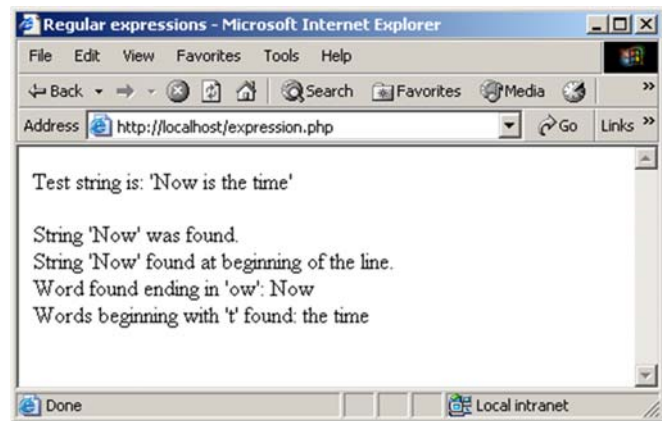 Regular expressions - Microsoft Internet Explorer
File Edit View Favorites Tools Help
Back Search Favorites Media »
Address http://localhost/expression.php Go Links »
Test string is: 'Now is the time'
String 'Now' was found.
String 'Now' found at beginning of the line.
Word found ending in 'ow': Now
Words beginning with 't' found: the time
Done Local intranet